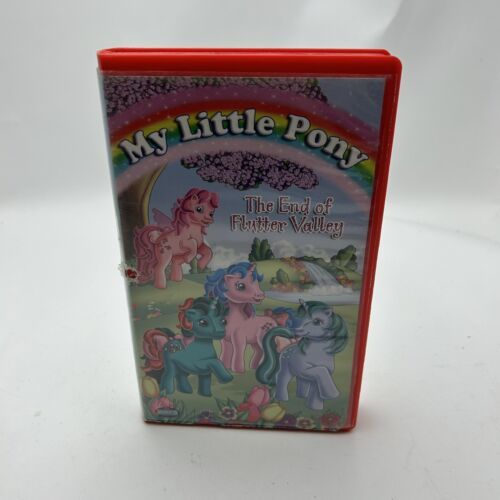 My Little Pony
The End of
Flutter Valley